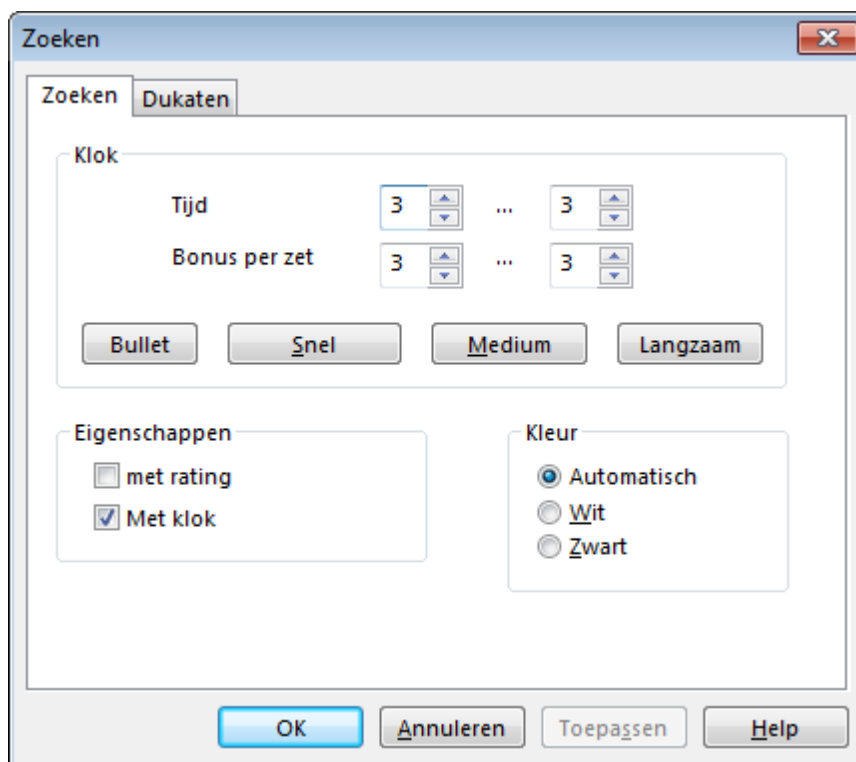 Zoeken
Zoeken Dukaten
Klok
Tijd 3 ... 3
Bonus per zet 3 ... 3
Bullet Snel Medium Langzaam
Eigenschappen
met rating
Met klok
Kleur
Automatisch
Wit
Zwart
OK Annuleren Toepassen Help